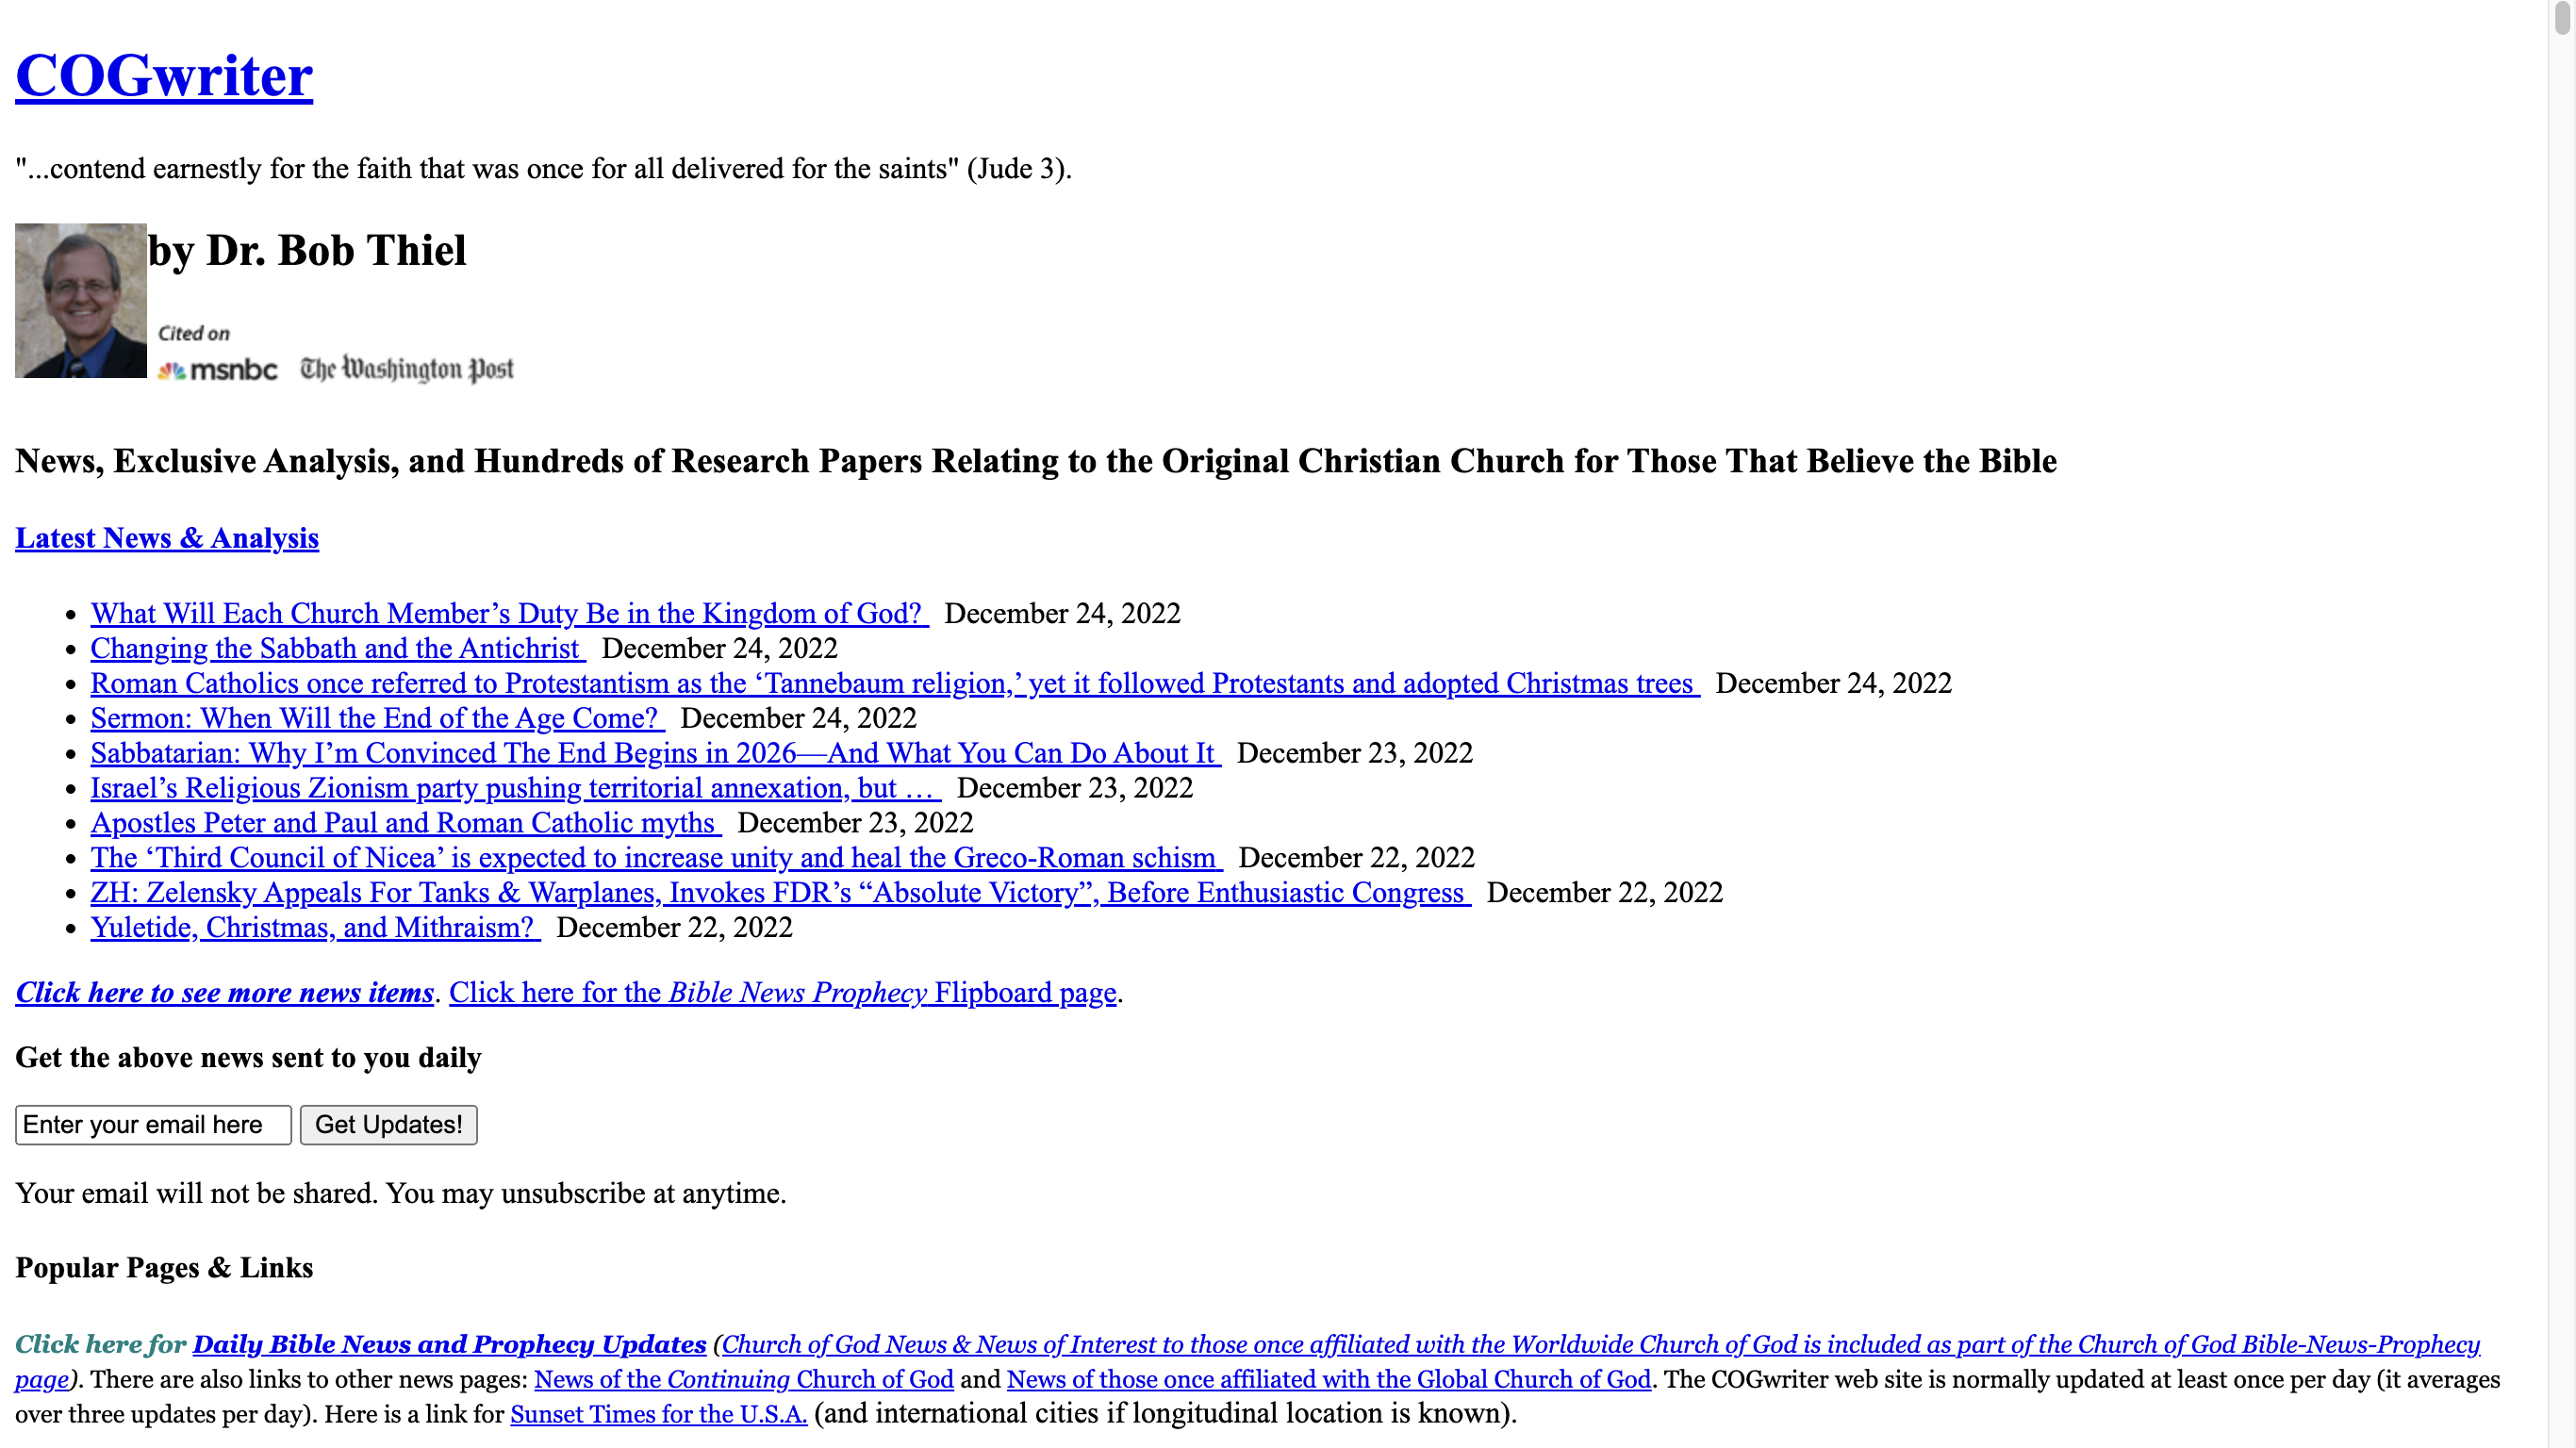 COGwriter
"...contend earnestly for the faith that was once for all delivered for the saints" (Jude 3).
by Dr. Bob Thiel
Cited on
msnbc The Washington Post
News, Exclusive Analysis, and Hundreds of Research Papers Relating to the Original Christian Church for Those That Believe the Bible
Latest News & Analysis
• What Will Each Church Member’s Duty Be in the Kingdom of God? December 24, 2022
• Changing the Sabbath and the Antichrist December 24, 2022
• Roman Catholics once referred to Protestantism as the ‘Tannebaum religion,’ yet it followed Protestants and adopted Christmas trees December 24, 2022
• Sermon: When Will the End of the Age Come? December 24, 2022
• Sabbatarian: Why I’m Convinced The End Begins in 2026—And What You Can Do About It December 23, 2022
• Israel’s Religious Zionism party pushing territorial annexation, but … December 23, 2022
• Apostles Peter and Paul and Roman Catholic myths December 23, 2022
• The ‘Third Council of Nicea’ is expected to increase unity and heal the Greco-Roman schism December 22, 2022
• ZH: Zelensky Appeals For Tanks & Warplanes, Invokes FDR’s “Absolute Victory”, Before Enthusiastic Congress December 22, 2022
• Yuletide, Christmas, and Mithraism? December 22, 2022
Click here to see more news items. Click here for the Bible News Prophecy Flipboard page.
Get the above news sent to you daily
Enter your email here Get Updates!
Your email will not be shared. You may unsubscribe at anytime.
Popular Pages & Links
Click here for Daily Bible News and Prophecy Updates (Church of God News & News of Interest to those once affiliated with the Worldwide Church of God is included as part of the Church of God Bible-News-Prophecy
page). There are also links to other news pages: News of the Continuing Church of God and News of those once affiliated with the Global Church of God. The COGwriter web site is normally updated at least once per day (it averages
over three updates per day). Here is a link for Sunset Times for the U.S.A. (and international cities if longitudinal location is known).